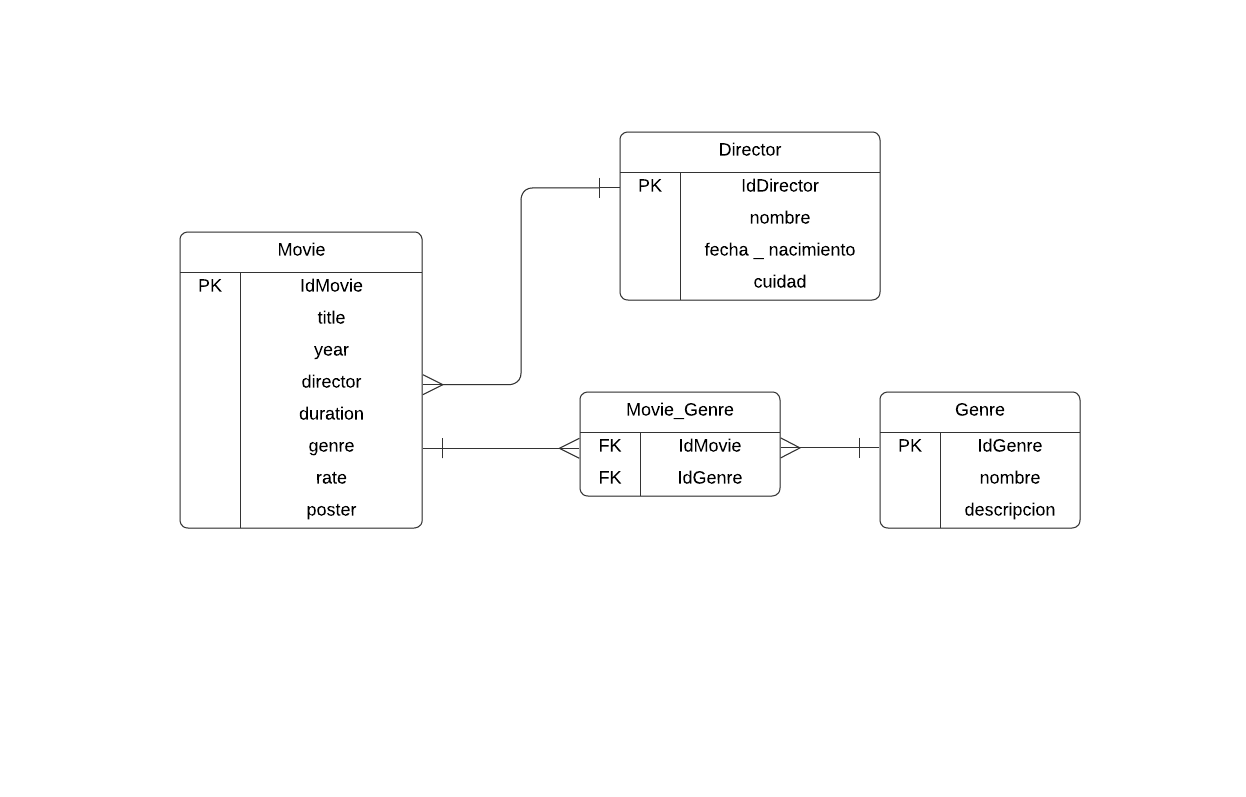 Director
PK IdDirector
nombre
fecha _ nacimiento
cuidad
Movie
PK IdMovie
title
year
director
duration
genre
rate
poster
Movie_Genre
FK IdMovie
FK IdGenre
Genre
PK IdGenre
nombre
descripcion